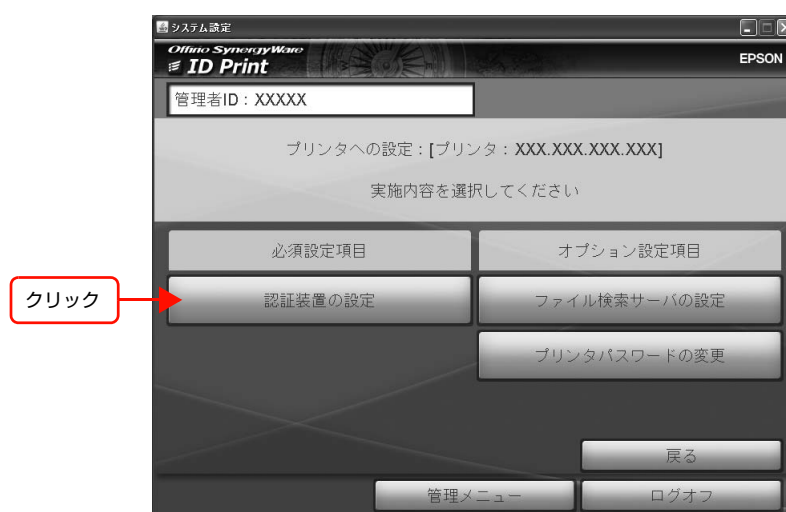 システム設定
Offirio SynergyWare
ID Print
EPSON
管理者ID：XXXXX
プリンタへの設定：[プリンタ：XXX.XXX.XXX.XXX]
実施内容を選択してください
必須設定項目
オプション設定項目
クリック
認証装置の設定
ファイル検索サーバの設定
プリンタパスワードの変更
戻る
管理メニュー
ログオフ